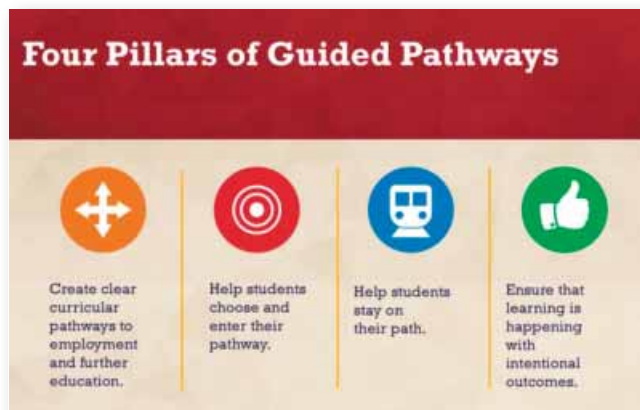 Four Pillars of Guided Pathways
Create clear
curricular
pathways to
employment
and further
education.
Help students
choose and
enter their
pathway.
Help students
stay on
their path.
Ensure that
learning is
happening
with
intentional
outcomes.